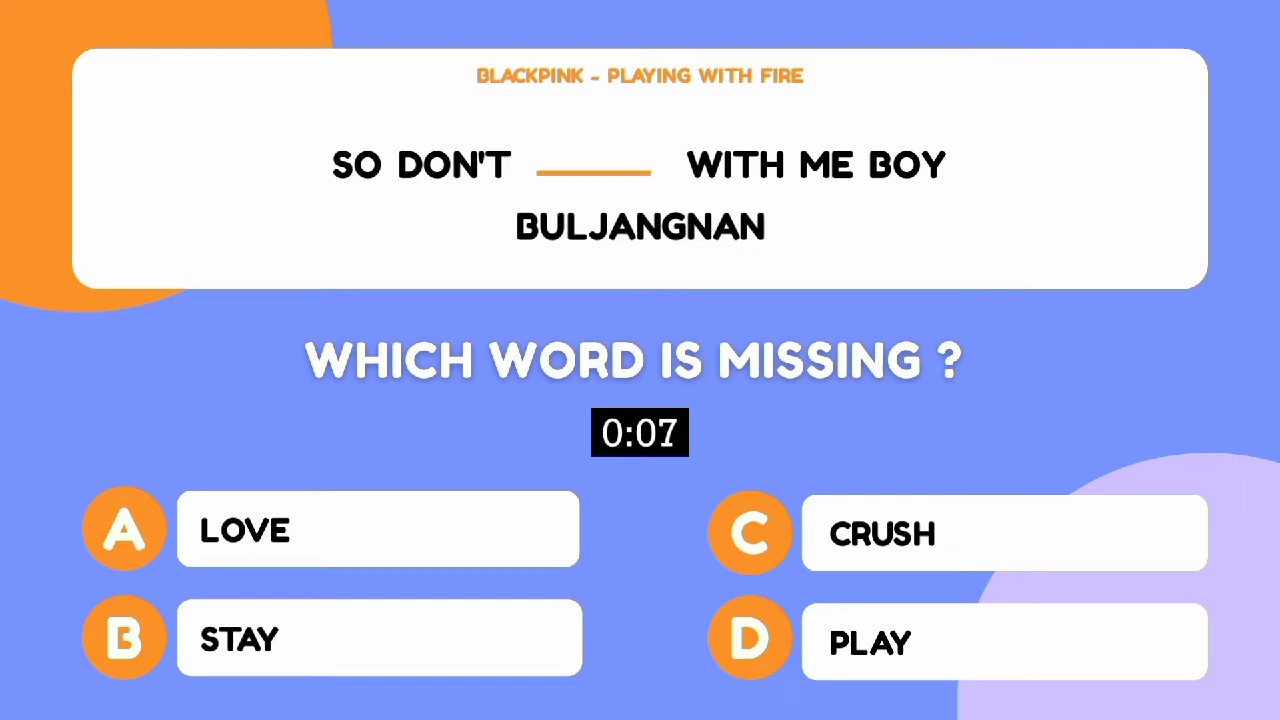 BLACKPINK - PLAYING WITH FIRE
SO DON'T _____ WITH ME BOY
BULJANGNAN
WHICH WORD IS MISSING ?
0:07
A LOVE
B STAY
C CRUSH
D PLAY